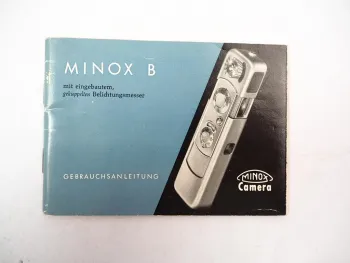 MINOX B
mit eingebautem,
gekuppeltem Belichtungsmesser
GEBRAUCHSANLEITUNG
MINOX
Camera